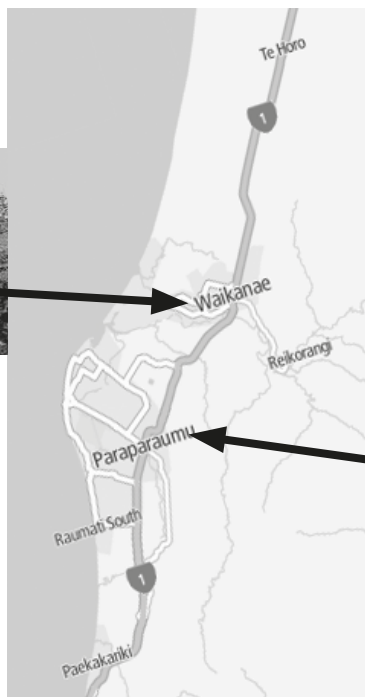 Te Horo
1
Waikanae
Reikorangi
Paraparaumu
Raumati South
1
Paekakariki